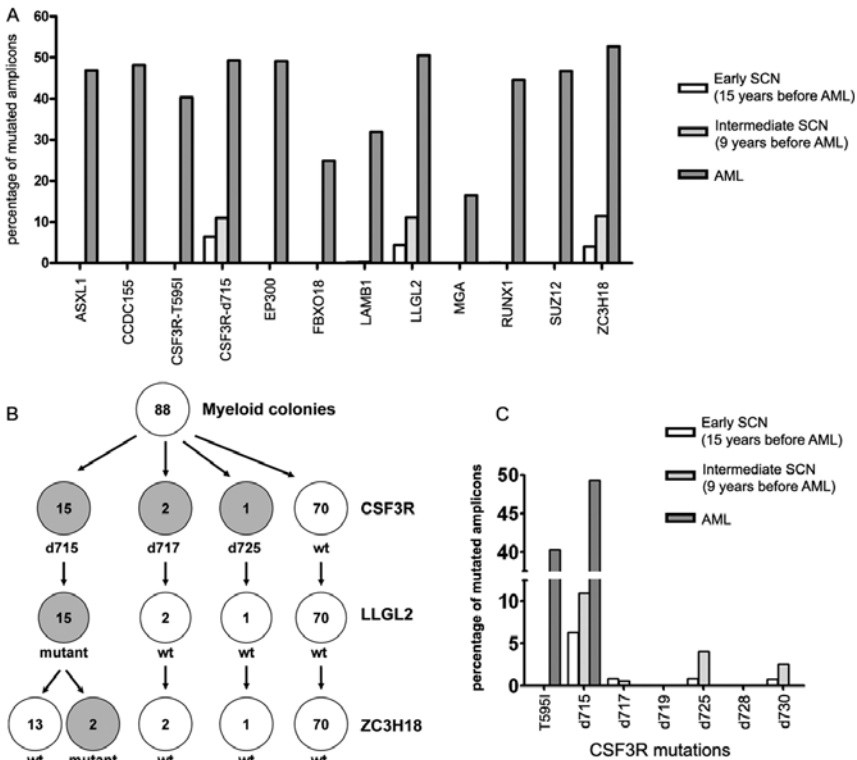 A
percentage of mutated amplicons
60
50
40
30
20
10
0
ASXL1
CCDC155
CSF3R-T595I
CSF3R-d715
EP300
FBXO18
LAMB1
LLGL2
MGA
RUNX1
SUZ12
ZC3H18
Early SCN
(15 years before AML)
Intermediate SCN
(9 years before AML)
AML
B
88 Myeloid colonies
15 2 1 70 CSF3R
d715 d717 d725 wt
15 2 1 70 LLGL2
mutant wt wt wt
13 2 2 1 70 ZC3H18
wt mutant wt wt wt
C
Early SCN
(15 years before AML)
Intermediate SCN
(9 years before AML)
AML
percentage of mutated amplicons
50
45
40
10
5
0
T595I
d715
d717
d719
d725
d728
d730
CSF3R mutations